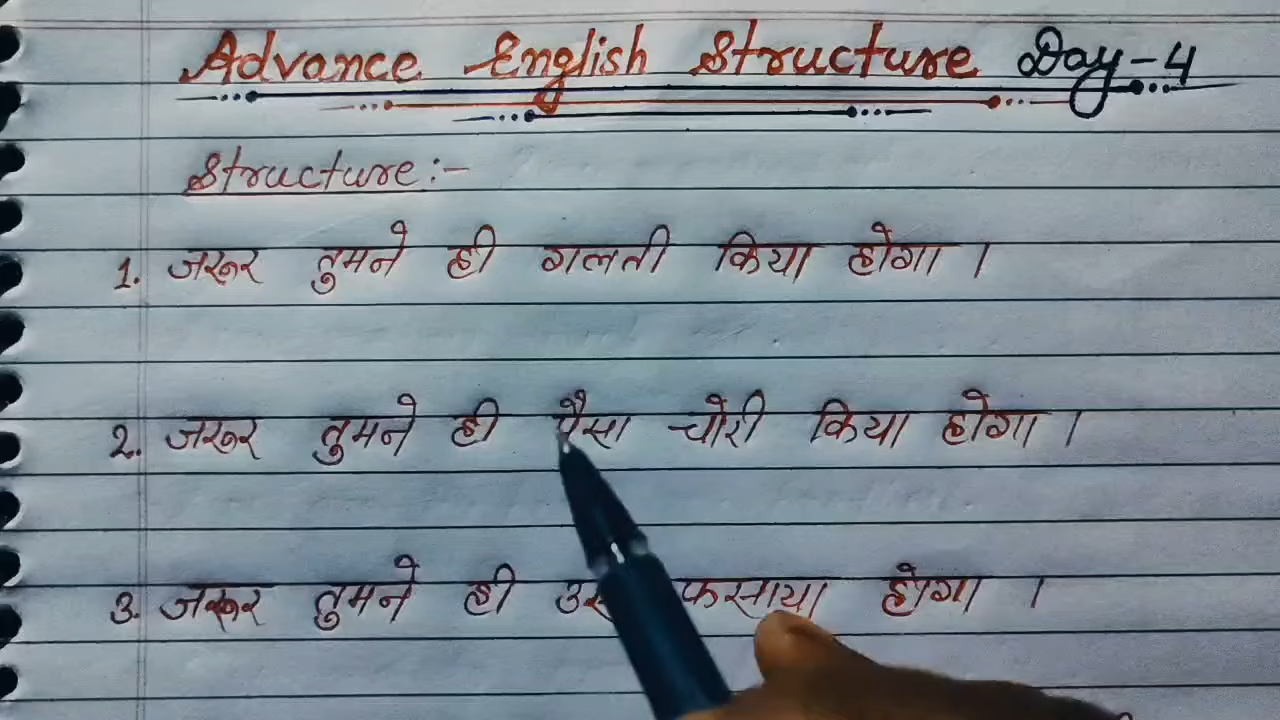 Advance English Structure Day-4
Structure:-
1. जरूर तुमने ही गलती किया होगा ।
2. जरूर तुमने ही पैसा चोरी किया होगा ।
3. जरूर तुमने ही फसाया होगा ।